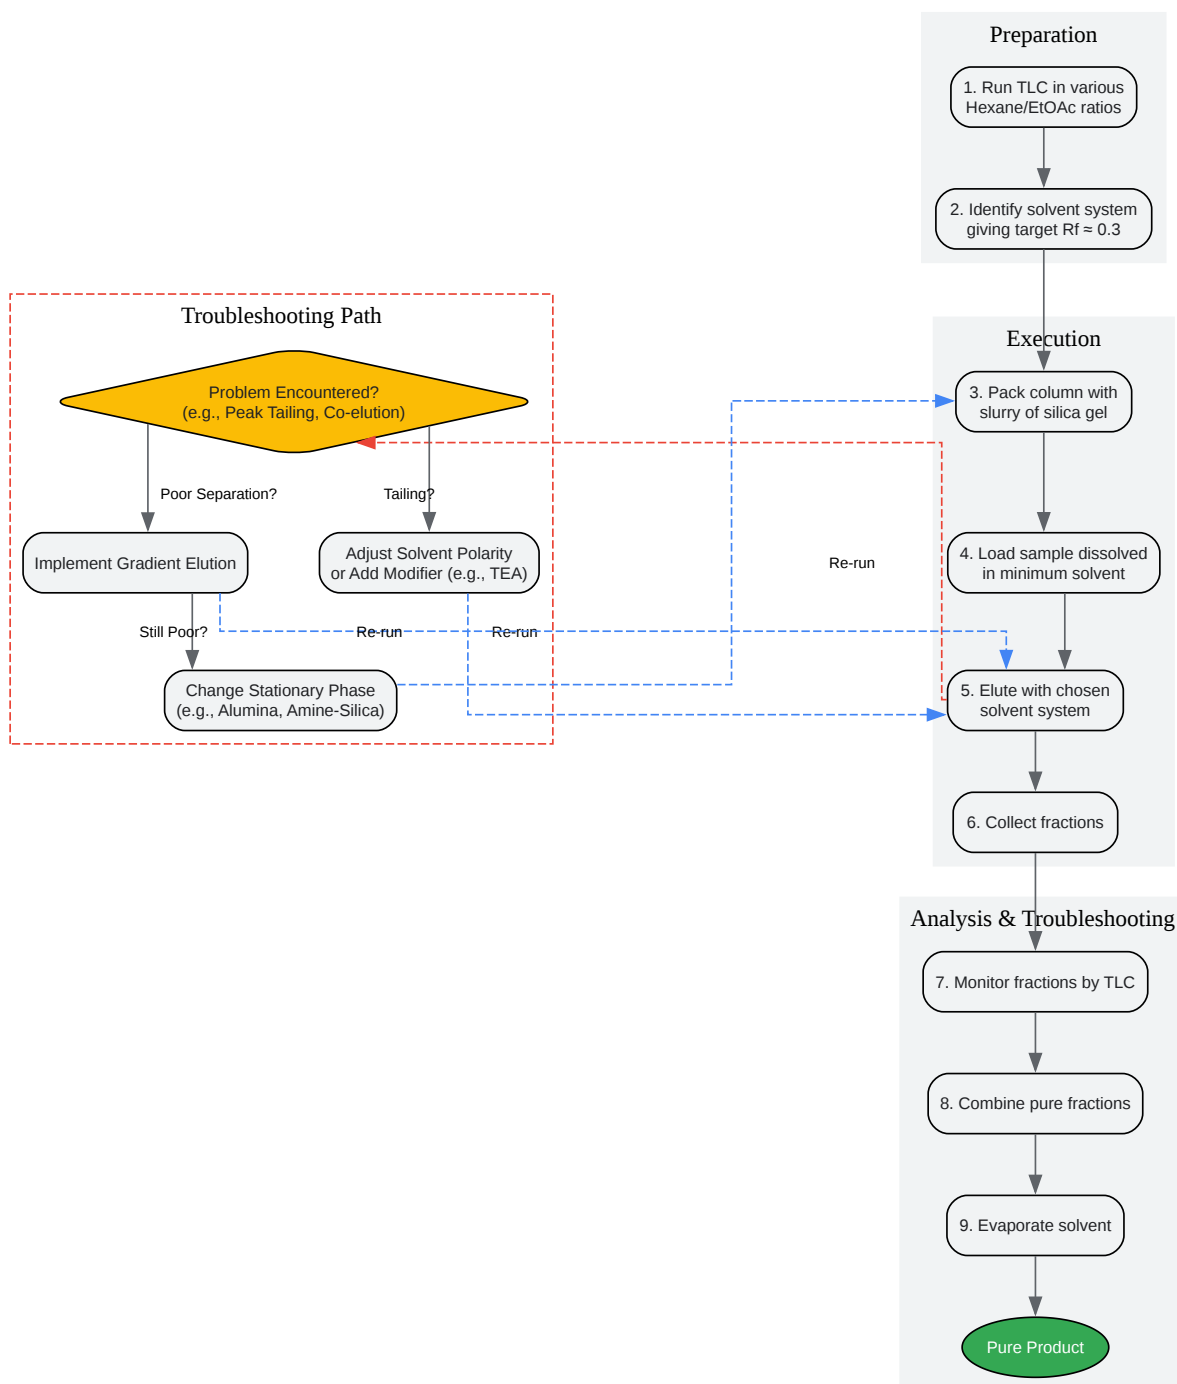 Preparation
1. Run TLC in various
Hexane/EtOAc ratios
2. Identify solvent system
giving target Rf ≈ 0.3
Troubleshooting Path
Problem Encountered?
(e.g., Peak Tailing, Co-elution)
Poor Separation?
Tailing?
Implement Gradient Elution
Adjust Solvent Polarity
or Add Modifier (e.g., TEA)
Still Poor?
Re-run
Re-run
Change Stationary Phase
(e.g., Alumina, Amine-Silica)
Re-run
Execution
3. Pack column with
slurry of silica gel
4. Load sample dissolved
in minimum solvent
5. Elute with chosen
solvent system
6. Collect fractions
Analysis & Troubleshooting
7. Monitor fractions by TLC
8. Combine pure fractions
9. Evaporate solvent
Pure Product